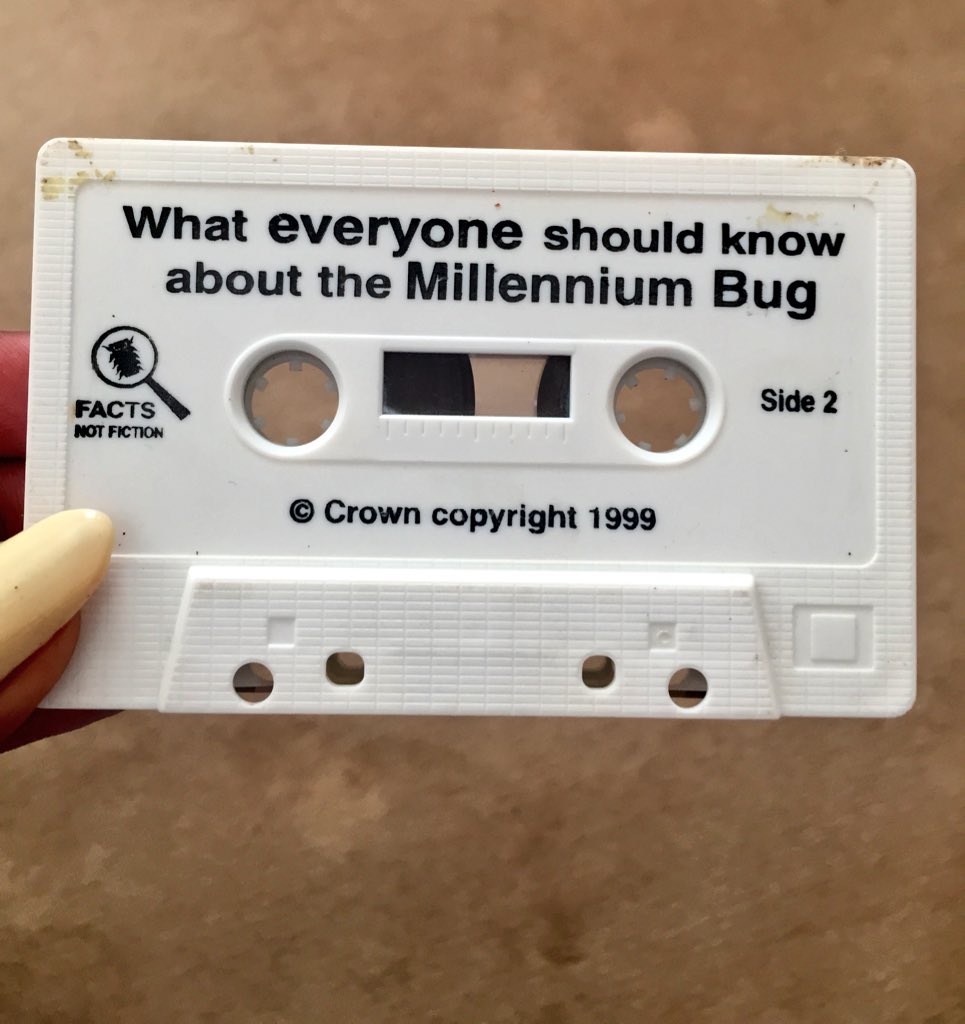 What everyone should know
about the Millennium Bug
FACTS
NOT FICTION
Side 2
© Crown copyright 1999